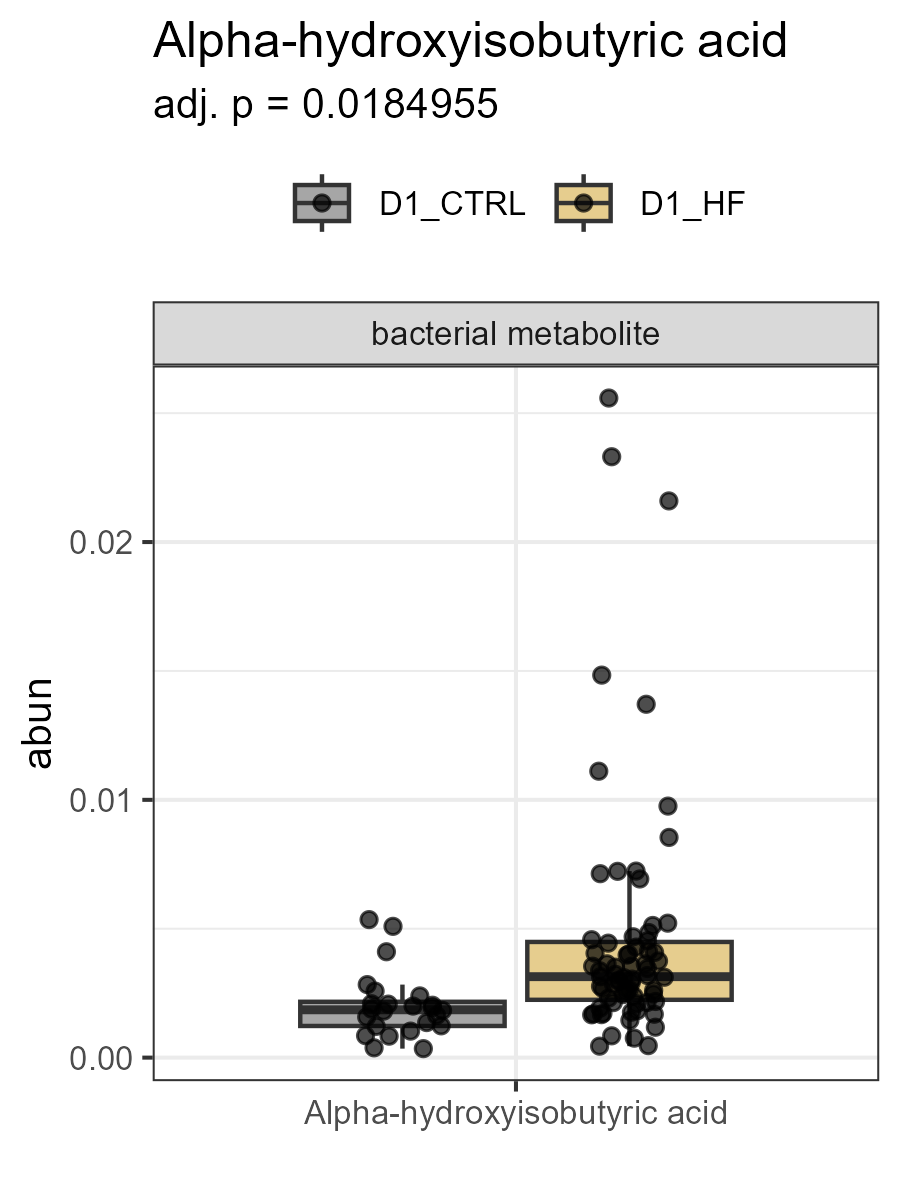 Alpha-hydroxyisobutyric acid
adj. p = 0.0184955
D1_CTRL D1_HF
bacterial metabolite
0.02
0.01
0.00
abun
Alpha-hydroxyisobutyric acid